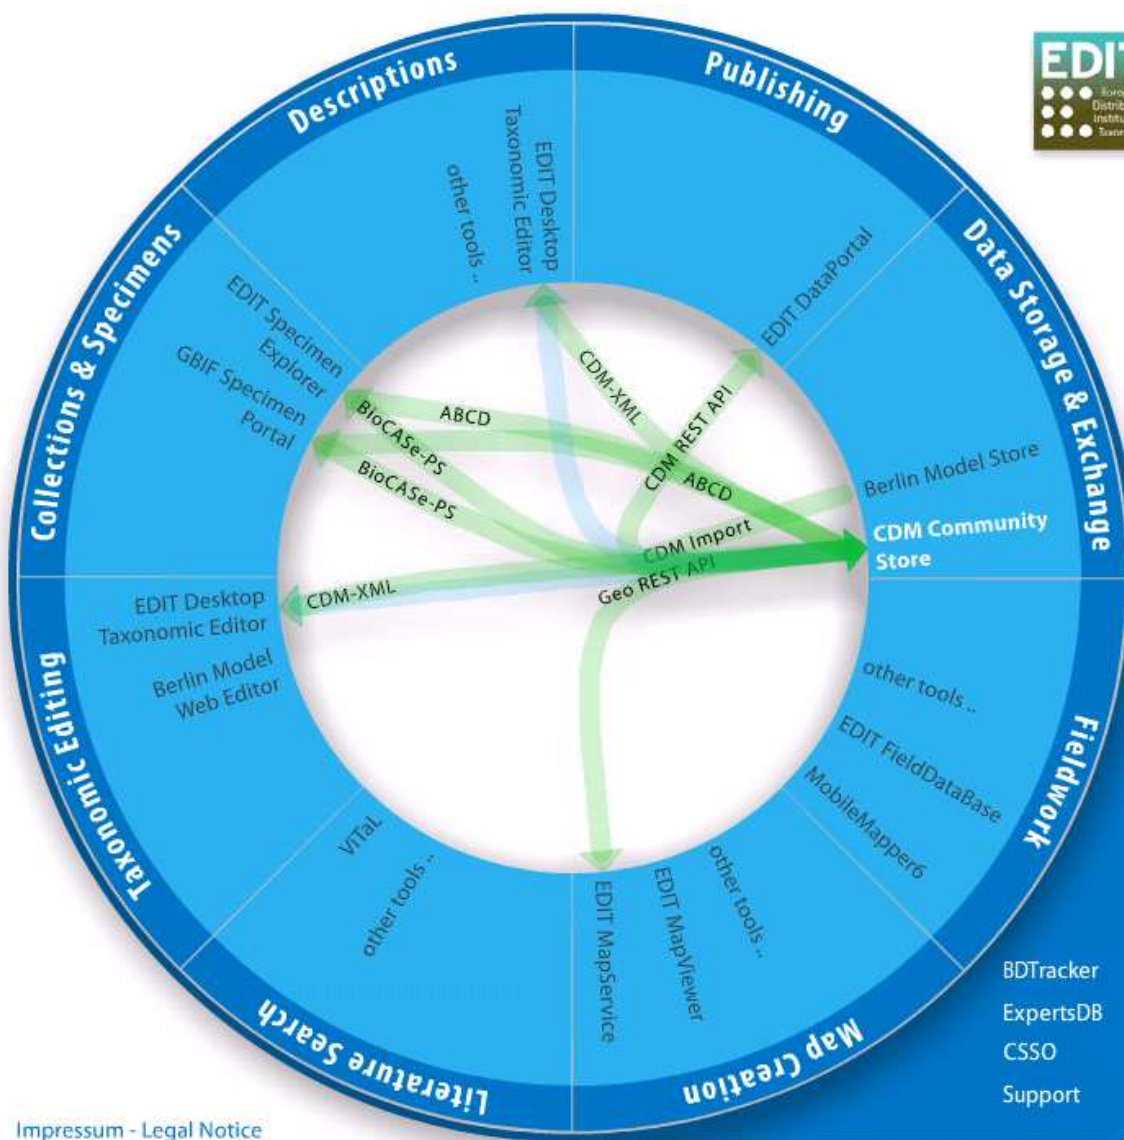 Descriptions
Publishing
Data Storage & Exchange
Fieldwork
Map Creation
Literature Search
Taxonomic Editing
Collections & Specimens
EDIT Desktop
Taxonomic Editor
other tools ..
EDIT DataPortal
Berlin Model Store
CDM Community
Store
other tools ..
EDIT FieldDataBase
MobileMapper6
other tools ..
EDIT MapViewer
EDIT MapService
other tools ..
ViTaL
Berlin Model
Web Editor
EDIT Desktop
Taxonomic Editor
GBIF Specimen
Portal
EDIT Specimen
Explorer
CDM-XML
CDM REST API
ABCD
ABCD
BioCASe-PS
BioCASe-PS
CDM Import
Geo REST API
CDM-XML
BDTracker
ExpertsDB
CSSO
Support
Impressum - Legal Notice